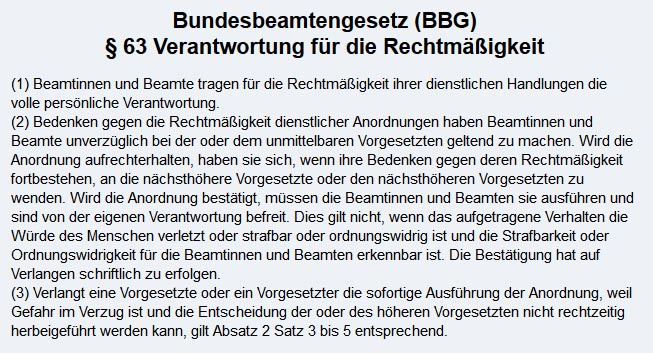 Bundesbeamtengesetz (BBG)
§ 63 Verantwortung für die Rechtmäßigkeit
(1) Beamtinnen und Beamte tragen für die Rechtmäßigkeit ihrer dienstlichen Handlungen die
volle persönliche Verantwortung.
(2) Bedenken gegen die Rechtmäßigkeit dienstlicher Anordnungen haben Beamtinnen und
Beamte unverzüglich bei der oder dem unmittelbaren Vorgesetzten geltend zu machen. Wird die
Anordnung aufrechterhalten, haben sie sich, wenn ihre Bedenken gegen deren Rechtmäßigkeit
fortbestehen, an die nächsthöhere Vorgesetzte oder den nächsthöheren Vorgesetzten zu
wenden. Wird die Anordnung bestätigt, müssen die Beamtinnen und Beamten sie ausführen und
sind von der eigenen Verantwortung befreit. Dies gilt nicht, wenn das aufgetragene Verhalten die
Würde des Menschen verletzt oder strafbar oder ordnungswidrig ist und die Strafbarkeit oder
Ordnungswidrigkeit für die Beamtinnen und Beamten erkennbar ist. Die Bestätigung hat auf
Verlangen schriftlich zu erfolgen.
(3) Verlangt eine Vorgesetzte oder ein Vorgesetzter die sofortige Ausführung der Anordnung, weil
Gefahr im Verzug ist und die Entscheidung der oder des höheren Vorgesetzten nicht rechtzeitig
herbeigeführt werden kann, gilt Absatz 2 Satz 3 bis 5 entsprechend.